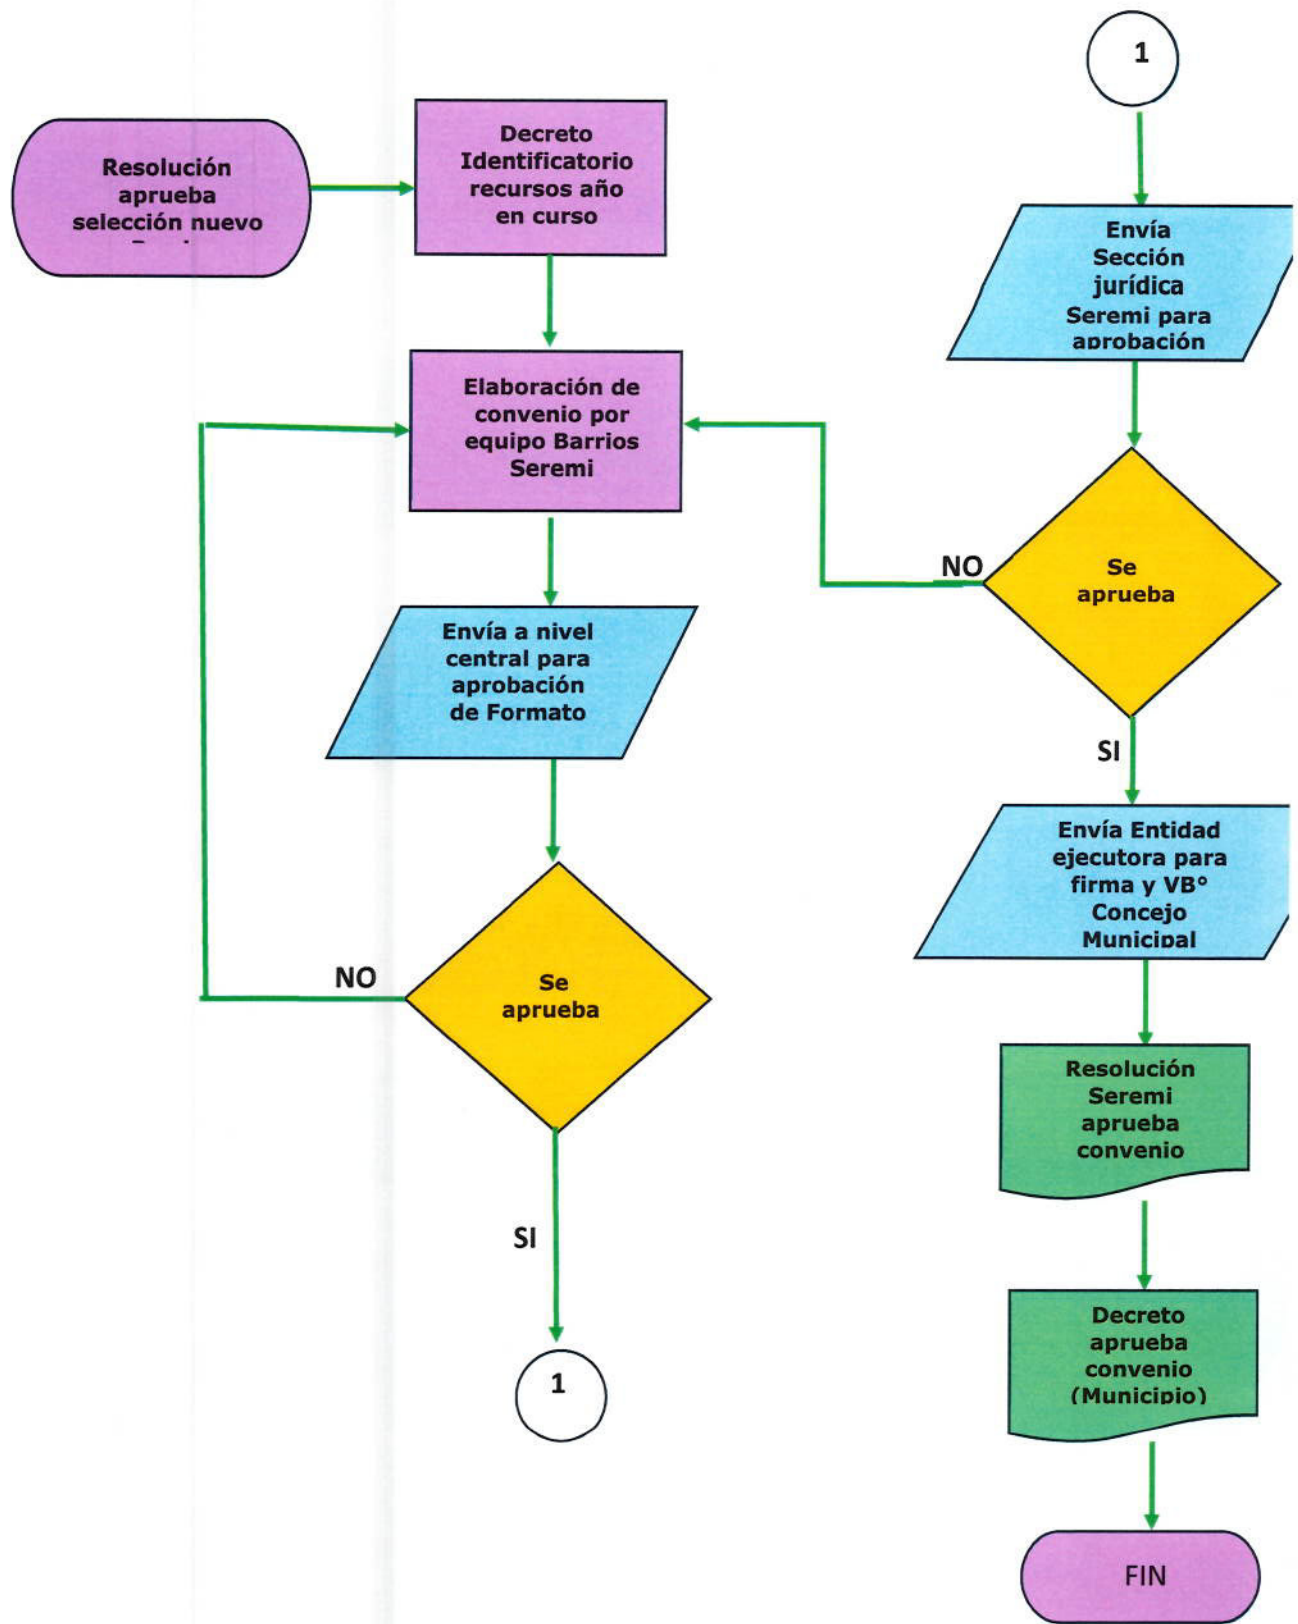 Resolución
aprueba
selección nuevo
Decreto
Identificatorio
recursos año
en curso
Elaboración de
convenio por
equipo Barrios
Seremi
Envía a nivel
central para
aprobación
de Formato
Se
aprueba
NO
SI
1
1
Envía
Sección
jurídica
Seremi para
aprobación
Se
aprueba
NO
SI
Envía Entidad
ejecutora para
firma y VB°
Concejo
Municipal
Resolución
Seremi
aprueba
convenio
Decreto
aprueba
convenio
(Municipio)
FIN